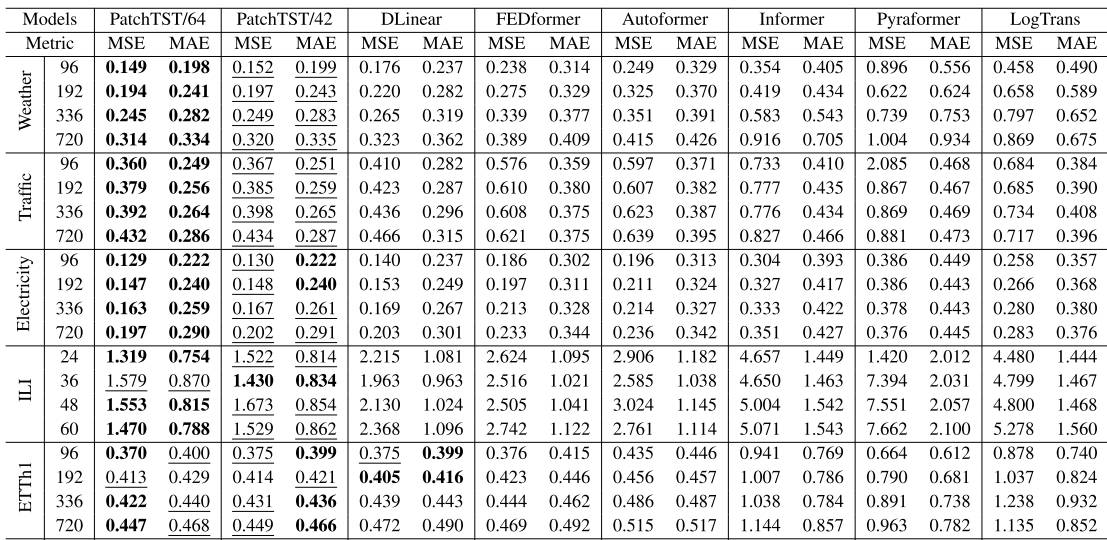 Models PatchTST/64 PatchTST/42 DLinear FEDformer Autoformer Informer Pyraformer LogTrans
Metric MSE MAE MSE MAE MSE MAE MSE MAE MSE MAE MSE MAE MSE MAE MSE MAE
Weather
96 0.149 0.198 0.152 0.199 0.176 0.237 0.238 0.314 0.249 0.329 0.354 0.405 0.896 0.556 0.458 0.490
192 0.194 0.241 0.197 0.243 0.220 0.282 0.275 0.329 0.325 0.370 0.419 0.434 0.622 0.624 0.658 0.589
336 0.245 0.282 0.249 0.283 0.265 0.319 0.339 0.377 0.351 0.391 0.583 0.543 0.739 0.753 0.797 0.652
720 0.314 0.334 0.320 0.335 0.323 0.362 0.389 0.409 0.415 0.426 0.916 0.705 1.004 0.934 0.869 0.675
Traffic
96 0.360 0.249 0.367 0.251 0.410 0.282 0.576 0.359 0.597 0.371 0.733 0.410 2.085 0.468 0.684 0.384
192 0.379 0.256 0.385 0.259 0.423 0.287 0.610 0.380 0.607 0.382 0.777 0.435 0.867 0.467 0.685 0.390
336 0.392 0.264 0.398 0.265 0.436 0.296 0.608 0.375 0.623 0.387 0.776 0.434 0.869 0.469 0.734 0.408
720 0.432 0.286 0.434 0.287 0.466 0.315 0.621 0.375 0.639 0.395 0.827 0.466 0.881 0.473 0.717 0.396
Electricity
96 0.129 0.222 0.130 0.222 0.140 0.237 0.186 0.302 0.196 0.313 0.304 0.393 0.386 0.449 0.258 0.357
192 0.147 0.240 0.148 0.240 0.153 0.249 0.197 0.311 0.211 0.324 0.327 0.417 0.386 0.443 0.266 0.368
336 0.163 0.259 0.167 0.261 0.169 0.267 0.213 0.328 0.214 0.327 0.333 0.422 0.378 0.443 0.280 0.380
720 0.197 0.290 0.202 0.291 0.203 0.301 0.233 0.344 0.236 0.342 0.351 0.427 0.376 0.445 0.283 0.376
ILI
24 1.319 0.754 1.522 0.814 2.215 1.081 2.624 1.095 2.906 1.182 4.657 1.449 1.420 2.012 4.480 1.444
36 1.579 0.870 1.430 0.834 1.963 0.963 2.516 1.021 2.585 1.038 4.650 1.463 7.394 2.031 4.799 1.467
48 1.553 0.815 1.673 0.854 2.130 1.024 2.505 1.041 3.024 1.145 5.004 1.542 7.551 2.057 4.800 1.468
60 1.470 0.788 1.529 0.862 2.368 1.096 2.742 1.122 2.761 1.114 5.071 1.543 7.662 2.100 5.278 1.560
ETTh1
96 0.370 0.400 0.375 0.399 0.375 0.399 0.376 0.415 0.435 0.446 0.941 0.769 0.664 0.612 0.878 0.740
192 0.413 0.429 0.414 0.421 0.405 0.416 0.423 0.446 0.456 0.457 1.007 0.786 0.790 0.681 1.037 0.824
336 0.422 0.440 0.431 0.436 0.439 0.443 0.444 0.462 0.486 0.487 1.038 0.784 0.891 0.738 1.238 0.932
720 0.447 0.468 0.449 0.466 0.472 0.490 0.469 0.492 0.515 0.517 1.144 0.857 0.963 0.782 1.135 0.852